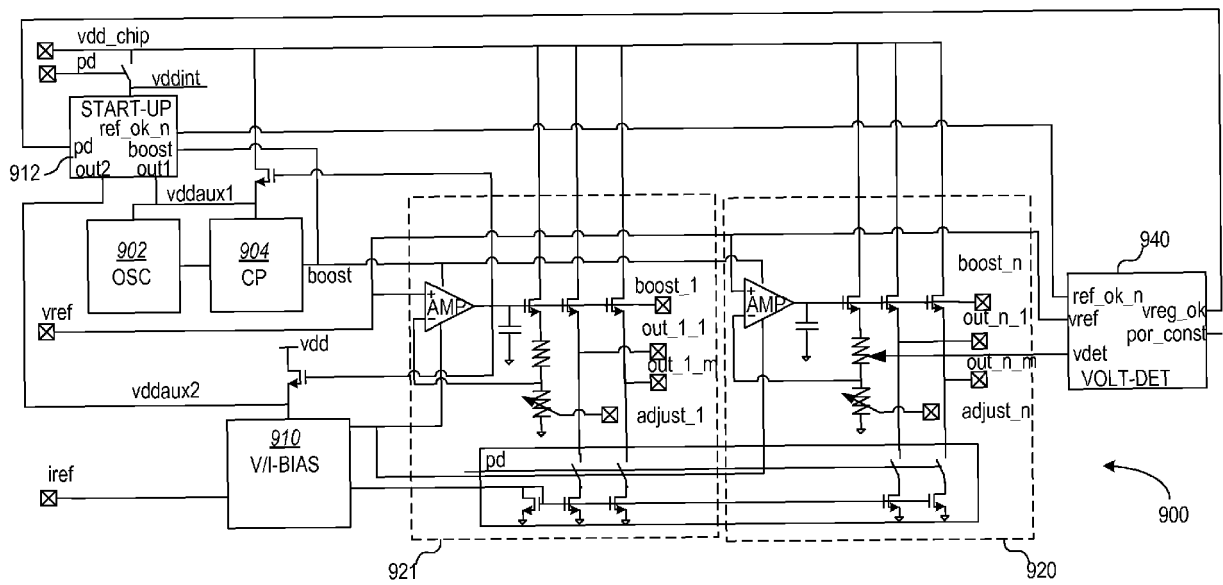 vdd_chip
pd
vddint
START-UP
ref_ok_n
boost
pd
out2
out1
912
vddaux1
902
OSC
904
CP
boost
vref
vdd
vddaux2
910
V/I-BIAS
iref
AMP
+
−
boost_1
out_1_1
out_1_m
adjust_1
pd
921
AMP
+
−
boost_n
out_n_1
out_n_m
adjust_n
920
940
ref_ok_n
vref
vreg_ok
por_const
vdet
VOLT-DET
900